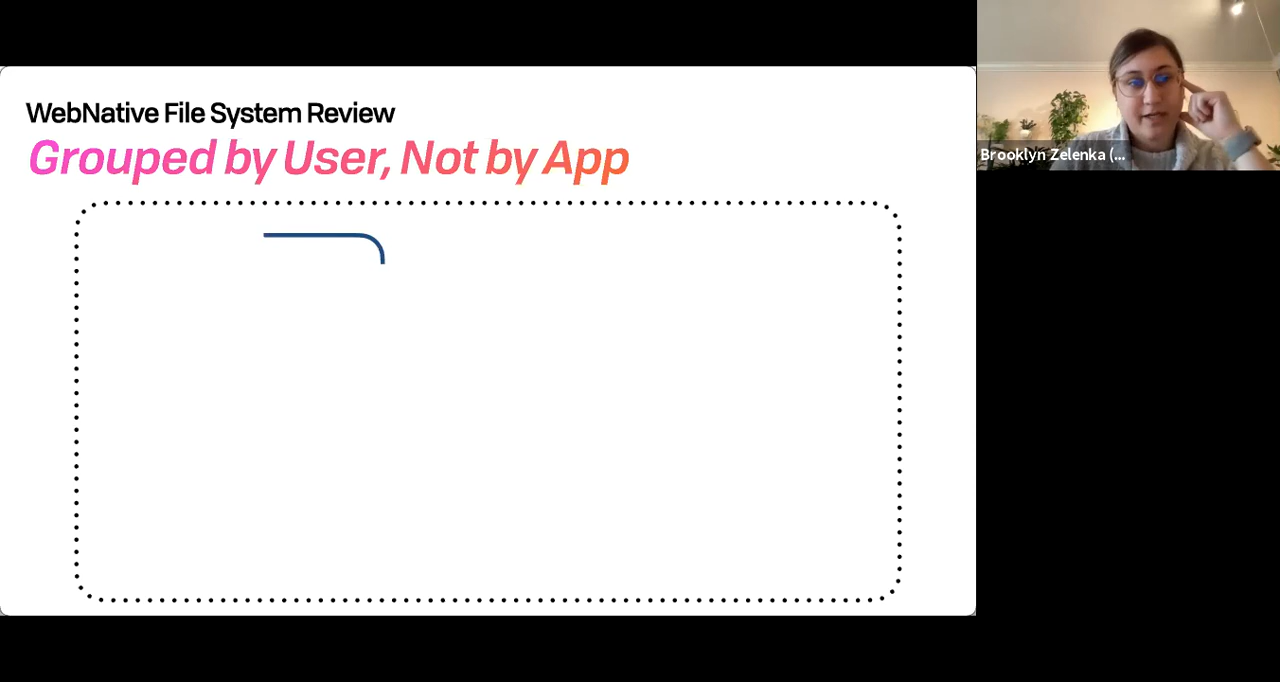 WebNative File System Review
Grouped by User, Not by App
Brooklyn Zelenka (...